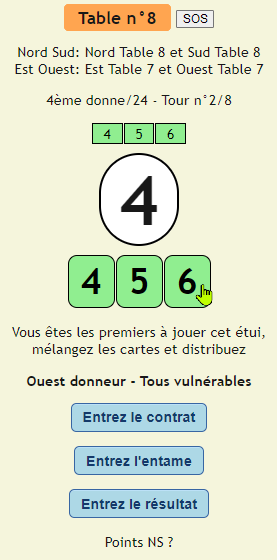 Table n°8 SOS
Nord Sud: Nord Table 8 et Sud Table 8
Est Ouest: Est Table 7 et Ouest Table 7
4ème donne/24 - Tour n°2/8
4 5 6
4
4 5 6
Vous êtes les premiers à jouer cet étui,
mélangez les cartes et distribuez
Ouest donneur - Tous vulnérables
Entrez le contrat
Entrez l'entame
Entrez le résultat
Points NS ?